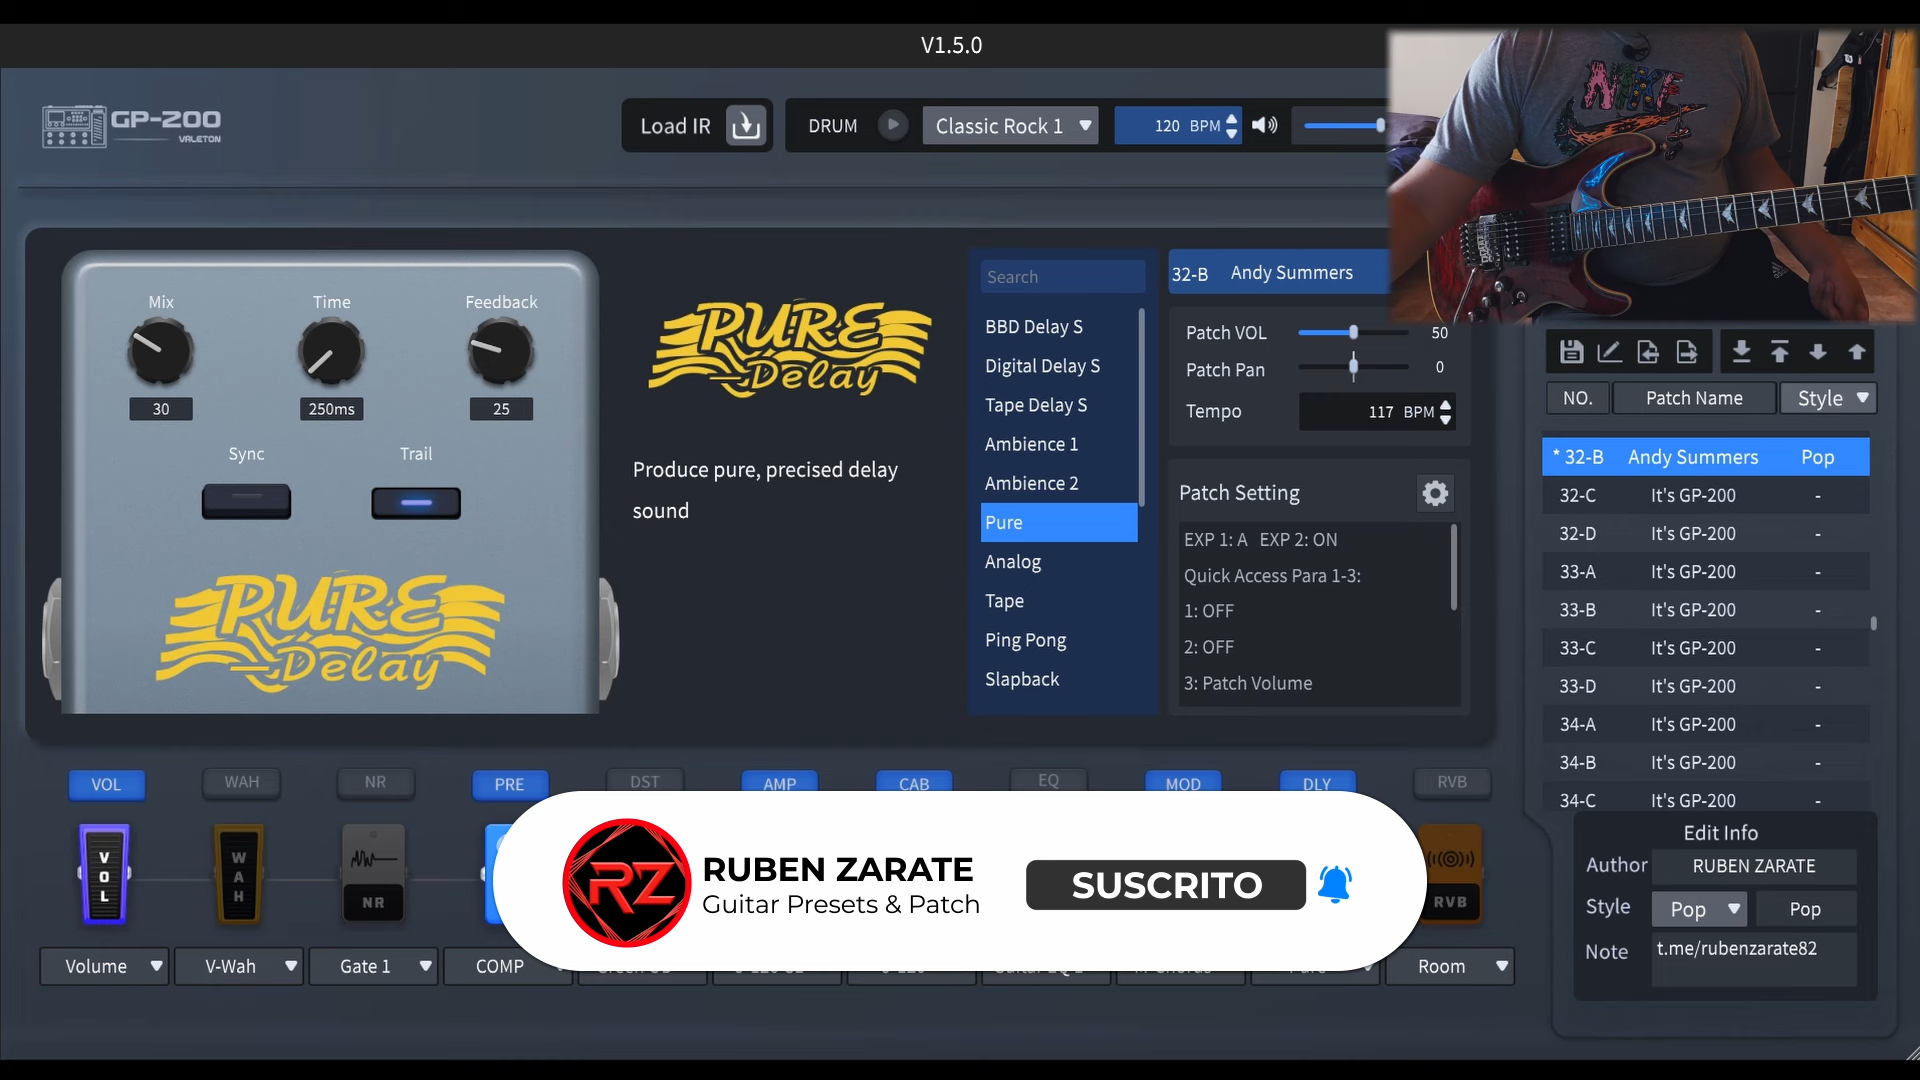 V1.5.0
GP-200
VALETON
Load IR
DRUM
Classic Rock 1
120 BPM
Mix
Time
Feedback
30
250ms
25
Sync
Trail
PURE
Delay
PURE
Delay
Produce pure, precised delay
sound
Search
BBD Delay S
Digital Delay S
Tape Delay S
Ambience 1
Ambience 2
Pure
Analog
Tape
Ping Pong
Slapback
32-B Andy Summers
Patch VOL 50
Patch Pan 0
Tempo 117 BPM
Patch Setting
EXP 1: A EXP 2: ON
Quick Access Para 1-3:
1: OFF
2: OFF
3: Patch Volume
NO. Patch Name Style
* 32-B Andy Summers Pop
32-C It's GP-200 -
32-D It's GP-200 -
33-A It's GP-200 -
33-B It's GP-200 -
33-C It's GP-200 -
33-D It's GP-200 -
34-A It's GP-200 -
34-B It's GP-200 -
34-C It's GP-200 -
Edit Info
Author RUBEN ZARATE
Style Pop Pop
Note t.me/rubenzarate82
VOL WAH NR PRE DST AMP CAB EQ MOD DLY RVB
VOL
WAH
NR
RVB
RZ
RUBEN ZARATE
Guitar Presets & Patch
SUSCRITO
Volume V-Wah Gate 1 COMP Room